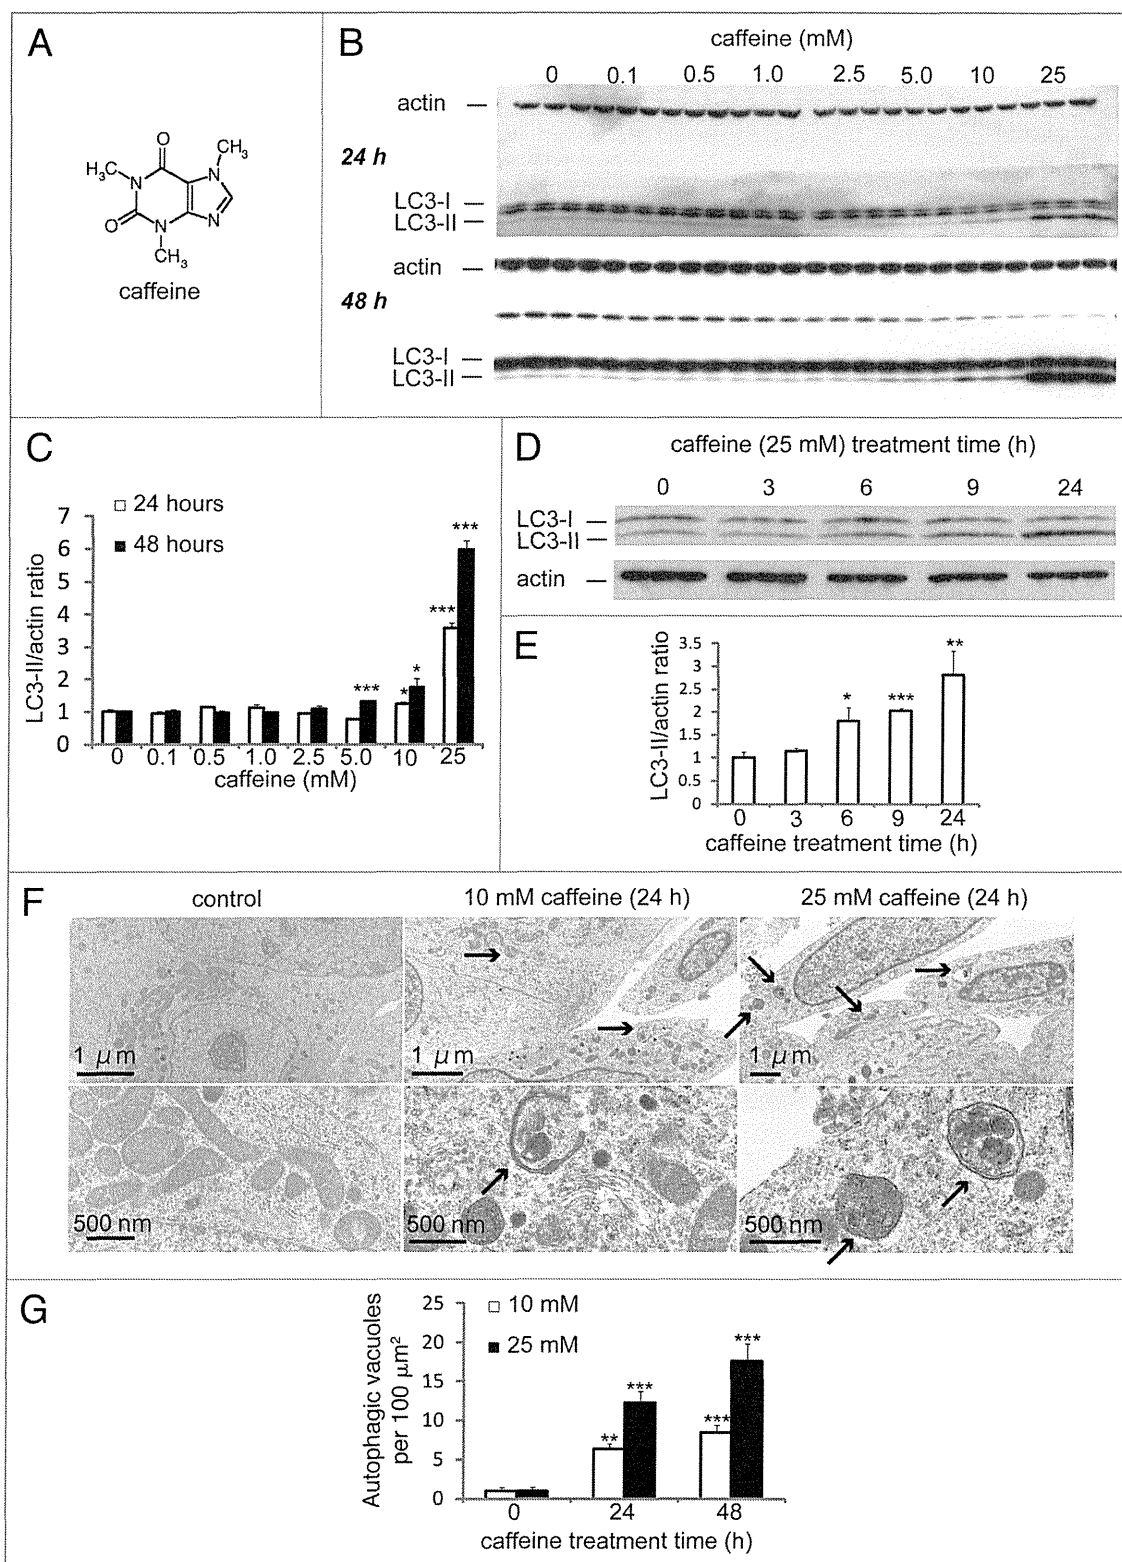 A
O
CH₃
H₃C
N
N
O
N
N
CH₃
caffeine
B
caffeine (mM)
0 0.1 0.5 1.0 2.5 5.0 10 25
actin
24 h
LC3-I
LC3-II
actin
48 h
LC3-I
LC3-II
C
24 hours
48 hours
LC3-II/actin ratio
7
6
5
4
3
2
1
0
***
***
***
*
*
0 0.1 0.5 1.0 2.5 5.0 10 25
caffeine (mM)
D
caffeine (25 mM) treatment time (h)
0 3 6 9 24
LC3-I
LC3-II
actin
E
LC3-II/actin ratio
3.5
3
2.5
2
1.5
1
0.5
0
*
***
**
0 3 6 9 24
caffeine treatment time (h)
F
control
10 mM caffeine (24 h)
25 mM caffeine (24 h)
1 μm
1 μm
1 μm
500 nm
500 nm
500 nm
G
10 mM
25 mM
Autophagic vacuoles
per 100 μm²
25
20
15
10
5
0
**
***
***
***
0 24 48
caffeine treatment time (h)